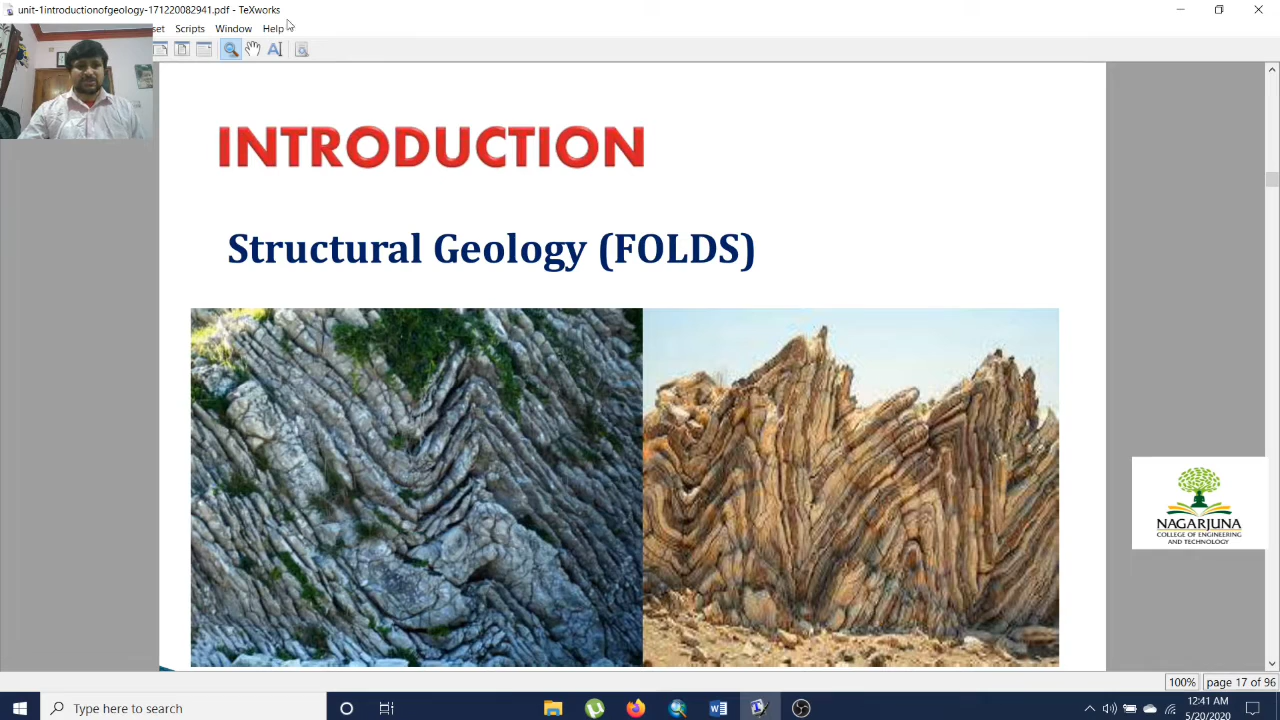 unit-1introductionofgeology-171220082941.pdf - TeXworks
set Scripts Window Help
INTRODUCTION
Structural Geology (FOLDS)
NAGARJUNA
COLLEGE OF ENGINEERING
AND TECHNOLOGY
100% page 17 of 96
Type here to search
12:41 AM
5/20/2020